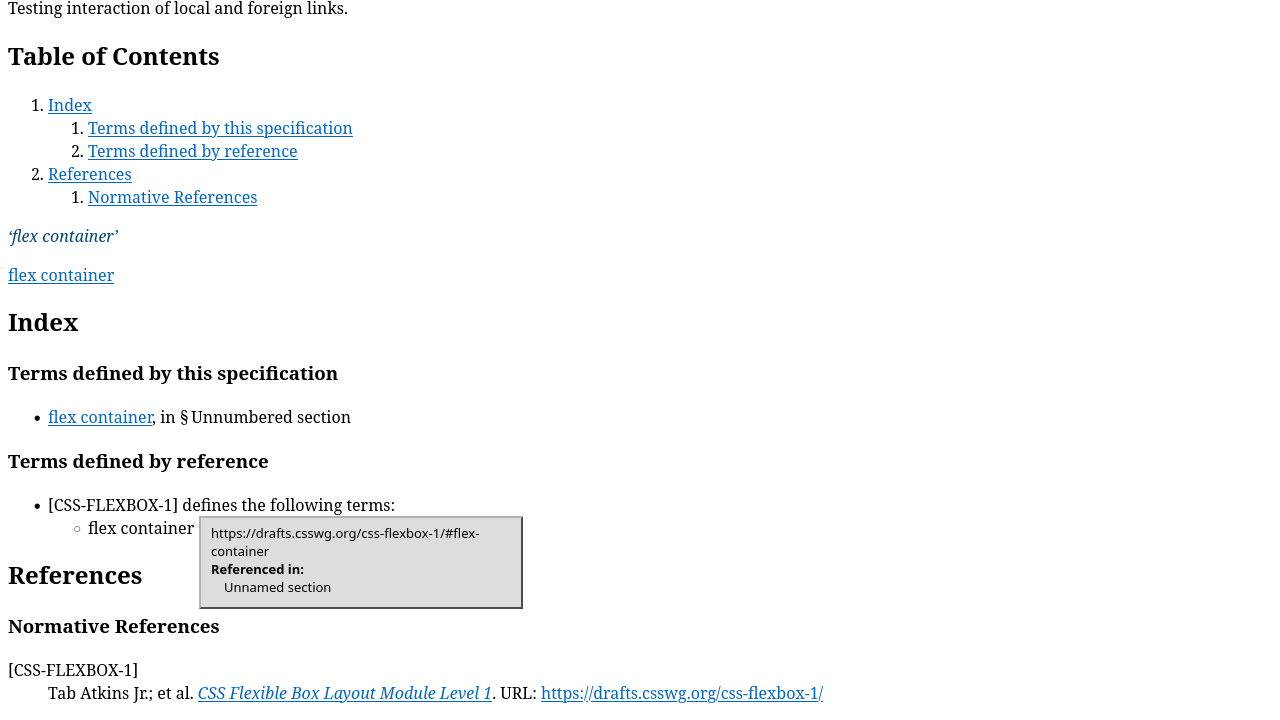 Testing interaction of local and foreign links.
Table of Contents
1. Index
1. Terms defined by this specification
2. Terms defined by reference
2. References
1. Normative References
‘flex container’
flex container
Index
Terms defined by this specification
• flex container, in § Unnumbered section
Terms defined by reference
• [CSS-FLEXBOX-1] defines the following terms:
○ flex container
https://drafts.csswg.org/css-flexbox-1/#flex-
container
Referenced in:
Unnamed section
References
Normative References
[CSS-FLEXBOX-1]
Tab Atkins Jr.; et al. CSS Flexible Box Layout Module Level 1. URL: https://drafts.csswg.org/css-flexbox-1/